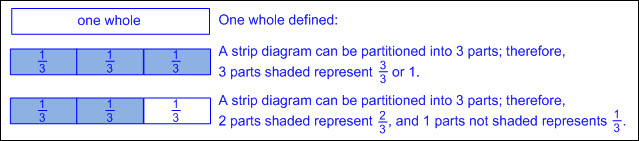 one whole One whole defined:
1/3 1/3 1/3 A strip diagram can be partitioned into 3 parts; therefore,
3 parts shaded represent 3/3 or 1.
1/3 1/3 1/3 A strip diagram can be partitioned into 3 parts; therefore,
2 parts shaded represent 2/3, and 1 parts not shaded represents 1/3.